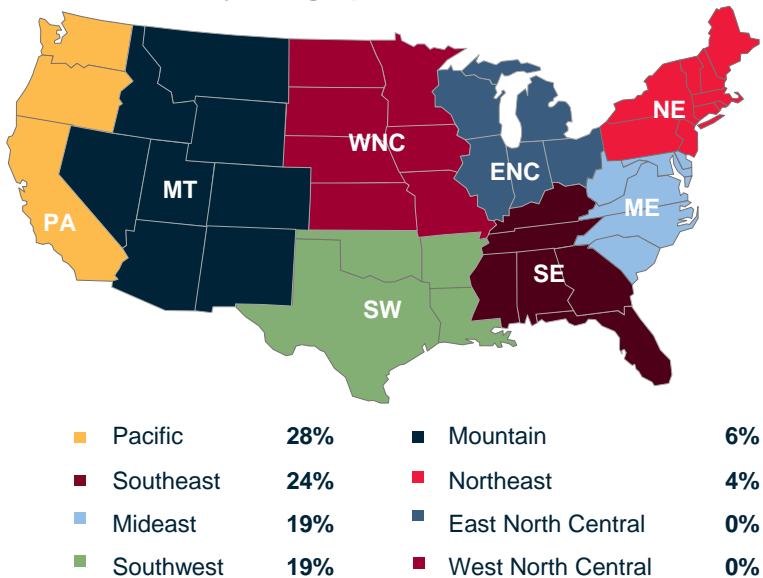 NE
WNC
ENC
MT
ME
PA
SE
SW
Pacific 28% Mountain 6%
Southeast 24% Northeast 4%
Mideast 19% East North Central 0%
Southwest 19% West North Central 0%